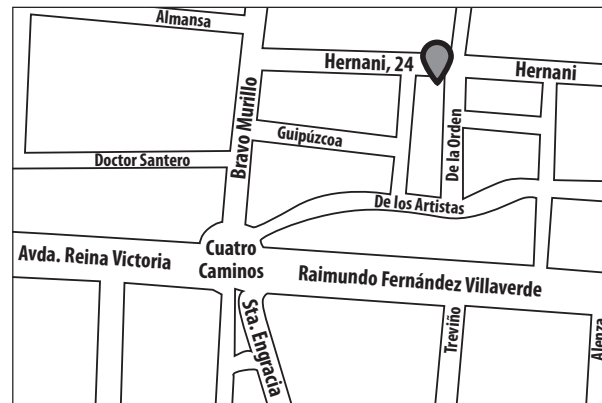 Almansa
Hernani, 24
Hernani
Bravo Murillo
Guipúzcoa
De la Orden
Doctor Santero
De los Artistas
Avda. Reina Victoria
Cuatro
Caminos
Raimundo Fernández Villaverde
Sta. Engracia
Treviño
Alenza